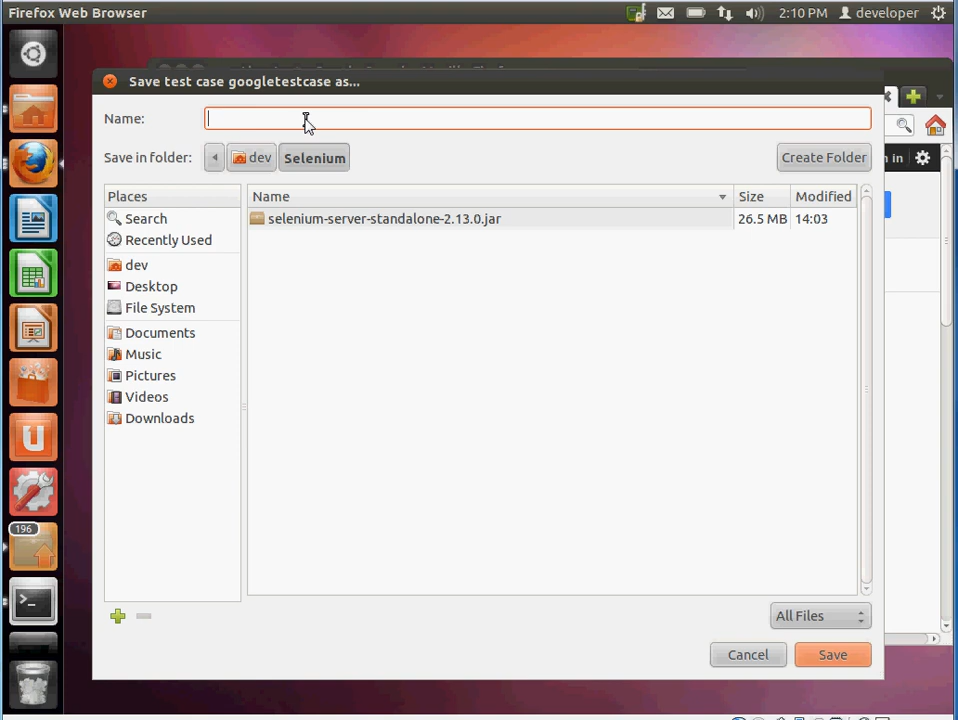 Firefox Web Browser
2:10 PM developer
Save test case googletestcase as...
Name:
Save in folder: dev Selenium Create Folder
in
Places
Name Size Modified
Search
selenium-server-standalone-2.13.0.jar 26.5 MB 14:03
Recently Used
dev
Desktop
File System
Documents
Music
Pictures
Videos
Downloads
196
All Files
Cancel Save